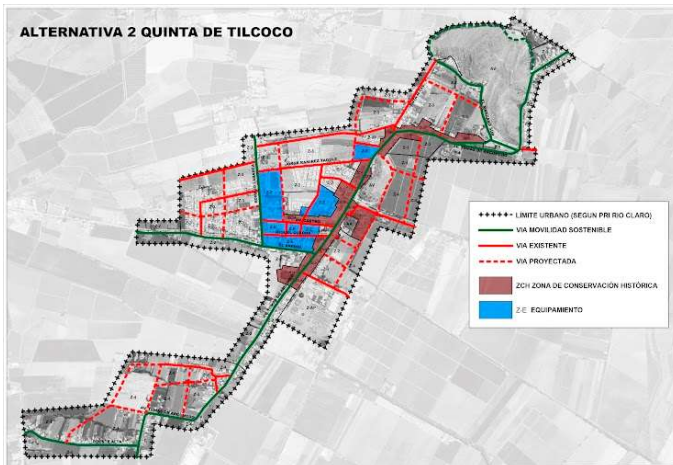 ALTERNATIVA 2 QUINTA DE TILCOCO
LÍMITE URBANO (SEGUN PRI RIO CLARO)
VIA MOVILIDAD SOSTENIBLE
VIA EXISTENTE
VIA PROYECTADA
ZCH ZONA DE CONSERVACIÓN HISTÓRICA
Z-E EQUIPAMIENTO